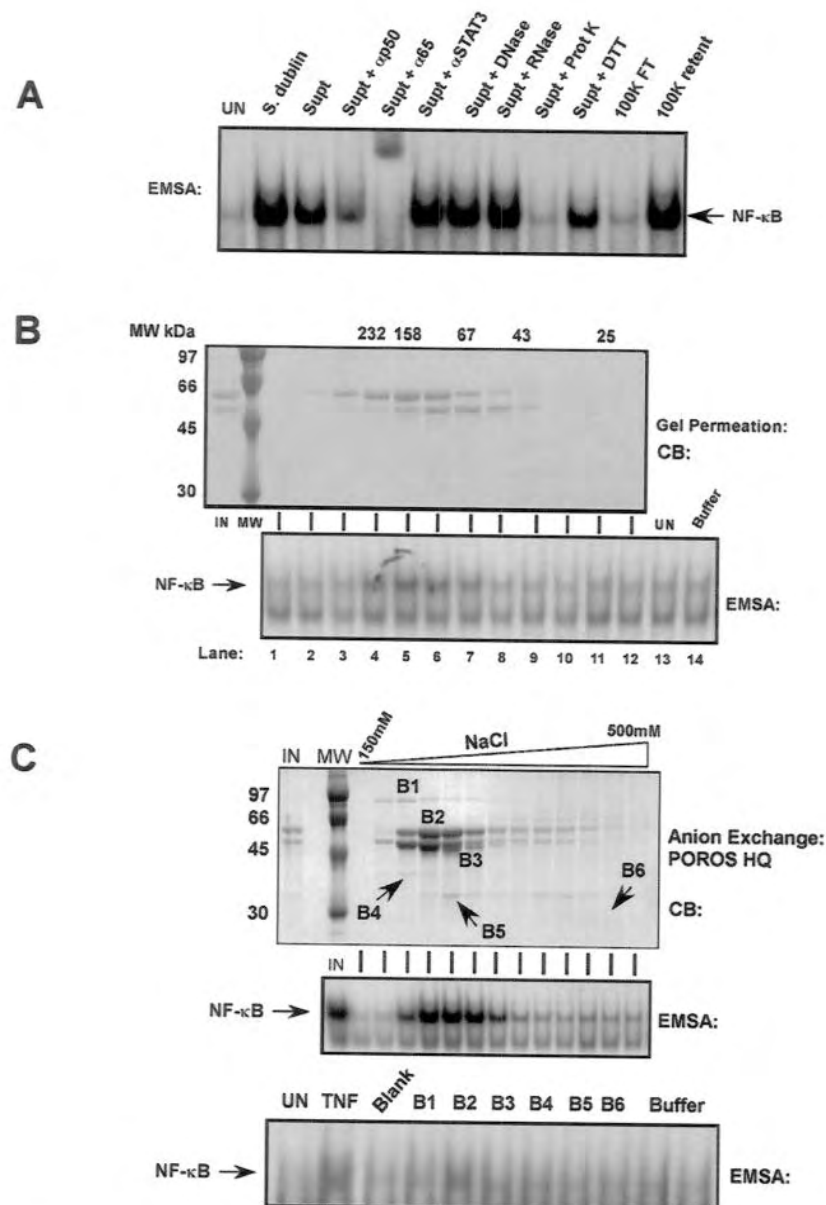 A
UN
S. dublin
Supt
Supt + αp50
Supt + α65
Supt + αSTAT3
Supt + DNase
Supt + RNase
Supt + Prot K
Supt + DTT
100K FT
100K retent
EMSA:
NF-κB
B
MW kDa 232 158 67 43 25
97
66
45
30
Gel Permeation:
CB:
IN MW UN Buffer
NF-κB
EMSA:
Lane: 1 2 3 4 5 6 7 8 9 10 11 12 13 14
C
150mM NaCl 500mM
IN MW
97
66
45
30
B1
B2
B3
B4
B5
B6
Anion Exchange:
POROS HQ
CB:
IN
NF-κB
EMSA:
UN TNF Blank B1 B2 B3 B4 B5 B6 Buffer
NF-κB
EMSA: